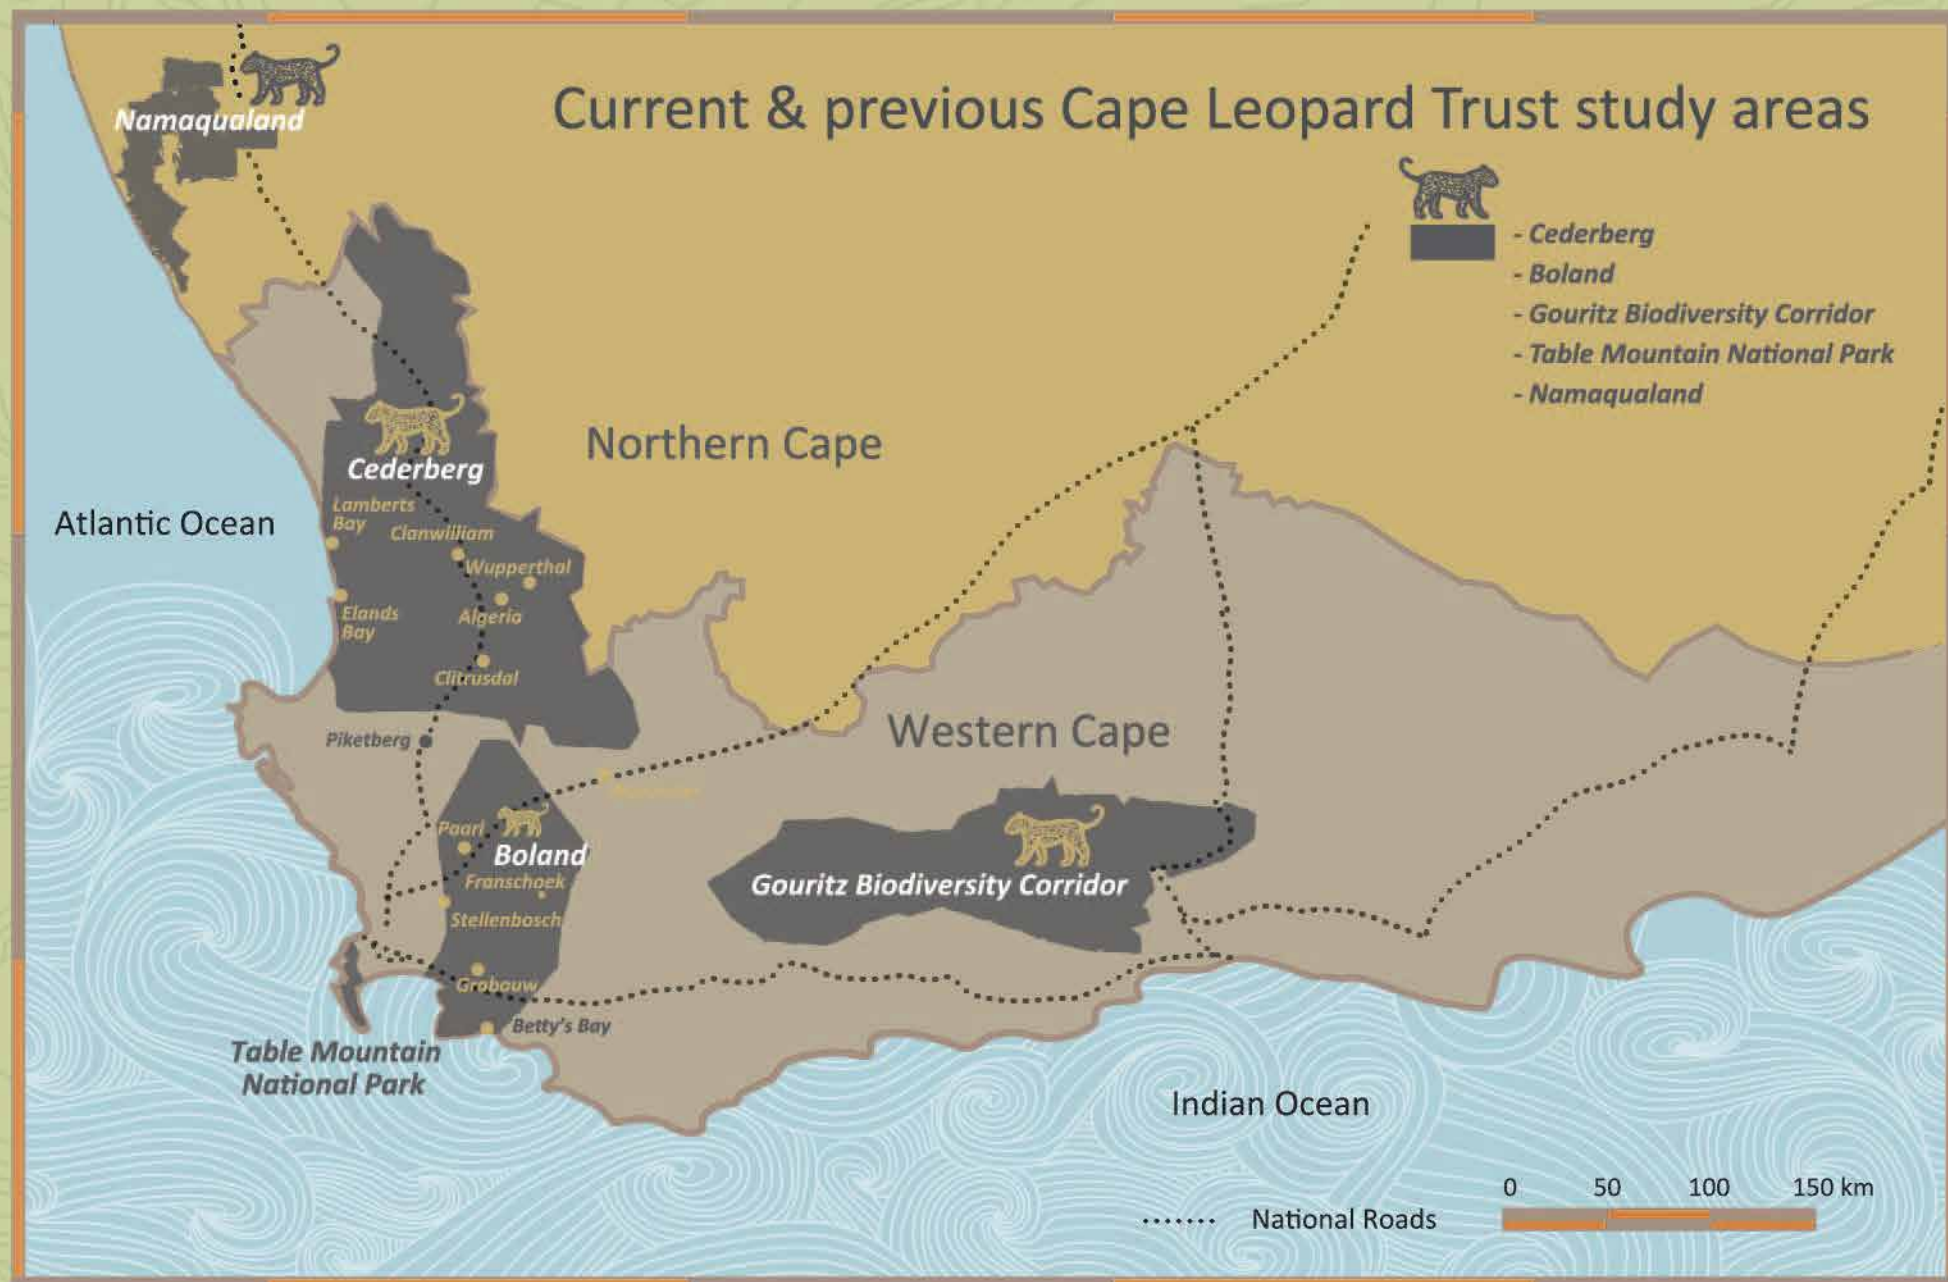 Current & previous Cape Leopard Trust study areas
Namaqualand
- Cederberg
- Boland
- Gouritz Biodiversity Corridor
- Table Mountain National Park
- Namaqualand
Northern Cape
Cederberg
Lamberts
Bay
Clanwilliam
Atlantic Ocean
Wupperthal
Elands
Bay
Algeria
Clitrusdal
Piketberg
Western Cape
Paarl
Boland
Franschoek
Stellenbosch
Gouritz Biodiversity Corridor
Grabouw
Betty's Bay
Table Mountain
National Park
Indian Ocean
0 50 100 150 km
National Roads